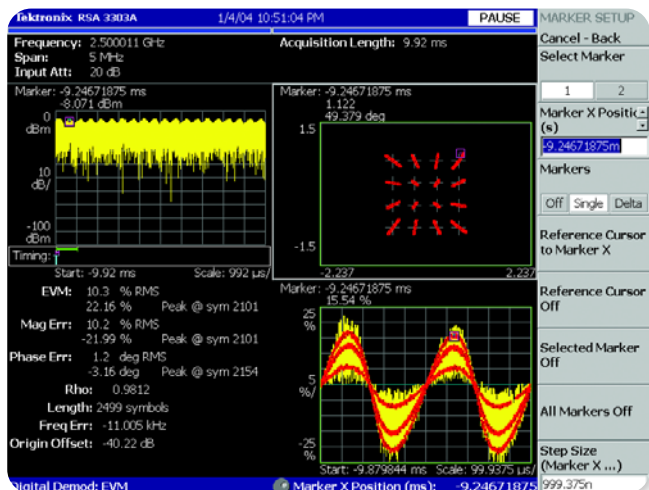 Tektronix RSA 3303A 1/4/04 10:51:04 PM PAUSE
MARKER SETUP
Frequency: 2.500011 GHz
Span: 5 MHz
Input Att: 20 dB
Acquisition Length: 9.92 ms
Cancel - Back
Select Marker
1 2
Marker X Positic
(s)
-9.24671875m
Markers
Off Single Delta
Reference Cursor
to Marker X
Reference Cursor
Off
Selected Marker
Off
All Markers Off
Step Size
(Marker X ...)
999.375n
Marker: -9.24671875 ms
-8.071 dBm
0
dBm
10
dB/
-100
dBm
Timing:
Start: -9.92 ms Scale: 992 µs/
Marker: -9.24671875 ms
1.122
49.379 deg
1.5
-1.5
-2.237 2.237
EVM: 10.3 % RMS
22.16 % Peak @ sym 2101
Mag Err: 10.2 % RMS
-21.99 % Peak @ sym 2101
Phase Err: 1.2 deg RMS
-3.16 deg Peak @ sym 2154
Rho: 0.9812
Length: 2499 symbols
Freq Err: -11.005 kHz
Origin Offset: -40.22 dB
Marker: -9.24671875 ms
15.54 %
25
%
5
%/
-25
%
Start: -9.879844 ms Scale: 99.9375 µs/
Digital Demod: EVM Marker X Position (ms): -9.24671875